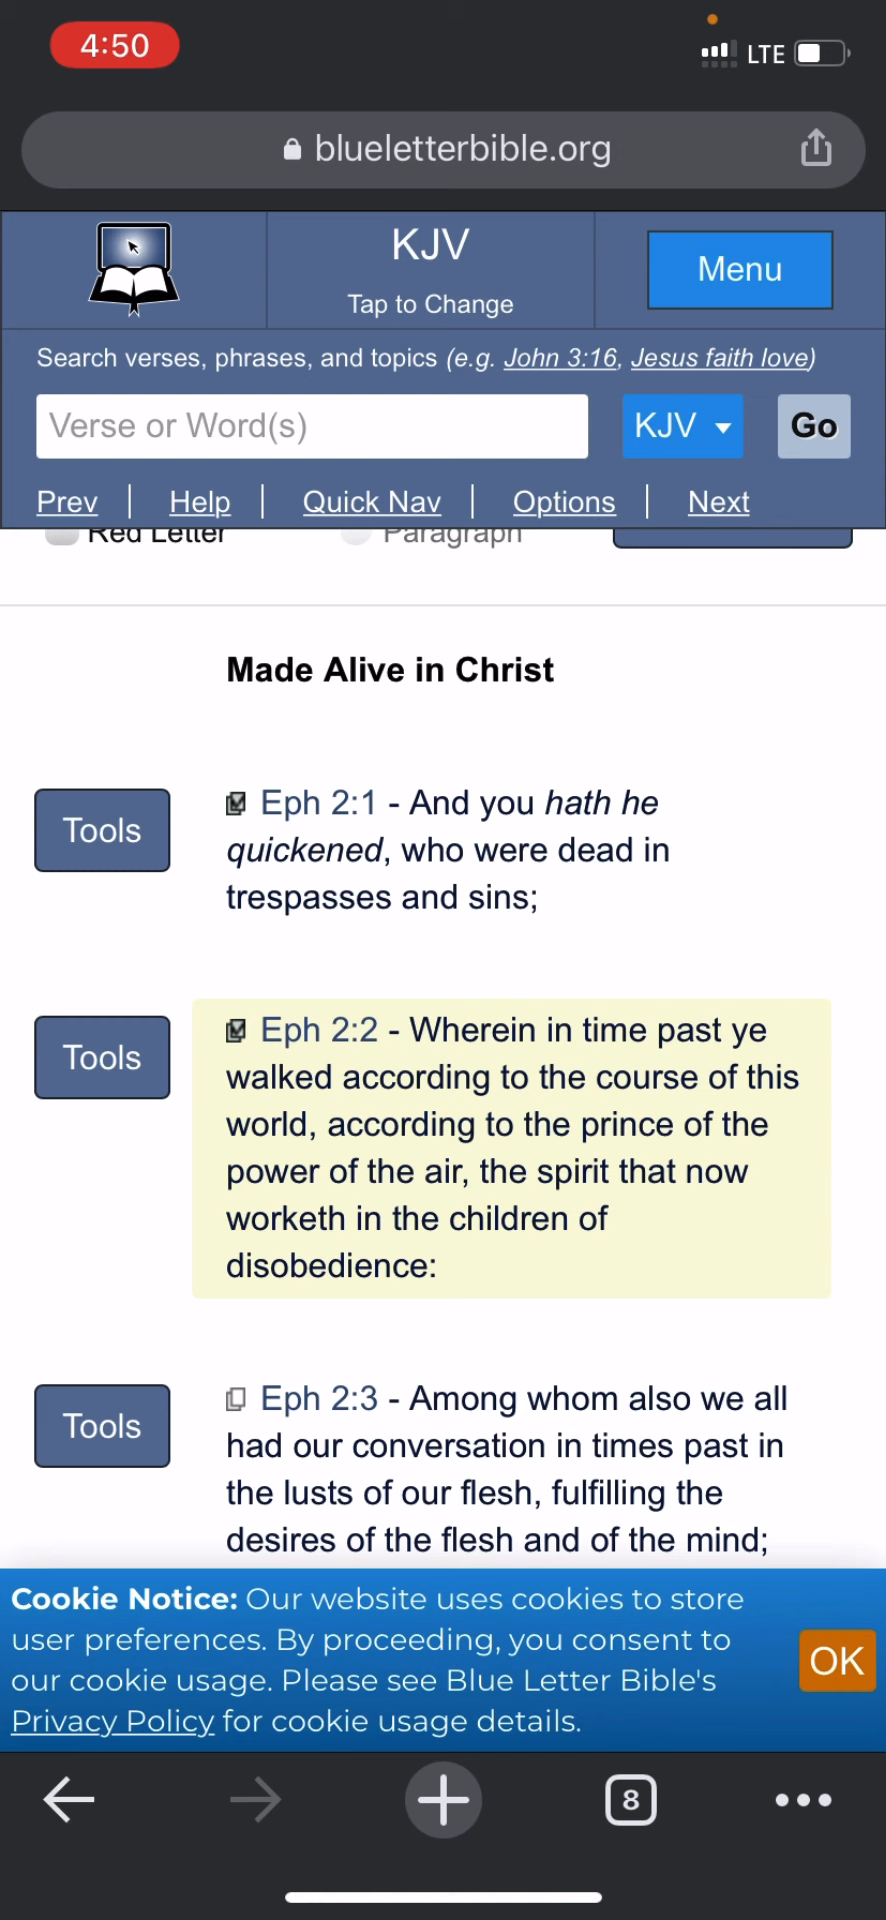 4:50
LTE
blueletterbible.org
KJV
Tap to Change
Menu
Search verses, phrases, and topics (e.g. John 3:16, Jesus faith love)
Verse or Word(s)
KJV
Go
Prev | Help | Quick Nav | Options | Next
Red Letter
Paragraph
Made Alive in Christ
Tools
Eph 2:1 - And you hath he
quickened, who were dead in
trespasses and sins;
Tools
Eph 2:2 - Wherein in time past ye
walked according to the course of this
world, according to the prince of the
power of the air, the spirit that now
worketh in the children of
disobedience:
Tools
Eph 2:3 - Among whom also we all
had our conversation in times past in
the lusts of our flesh, fulfilling the
desires of the flesh and of the mind;
Cookie Notice: Our website uses cookies to store
user preferences. By proceeding, you consent to
our cookie usage. Please see Blue Letter Bible's
Privacy Policy for cookie usage details.
OK
8